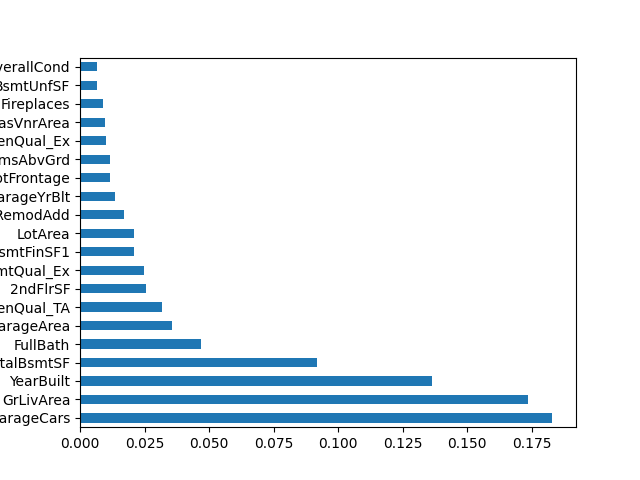 verallCond
BsmtUnfSF
Fireplaces
asVnrArea
enQual_Ex
msAbvGrd
otFrontage
arageYrBlt
RemodAdd
LotArea
smtFinSF1
mtQual_Ex
2ndFlrSF
enQual_TA
arageArea
FullBath
talBsmtSF
YearBuilt
GrLivArea
arageCars
0.000 0.025 0.050 0.075 0.100 0.125 0.150 0.175